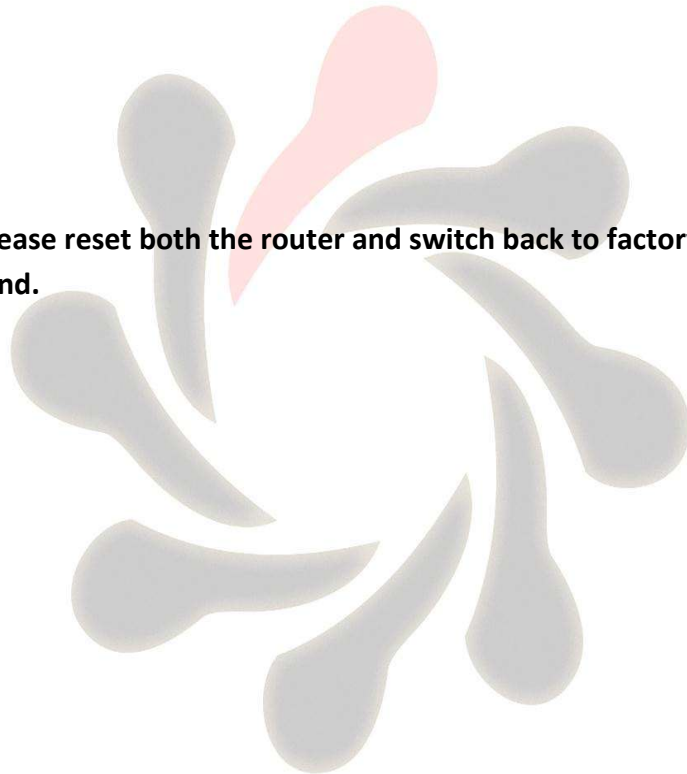 ease reset both the router and switch back to factor
nd.